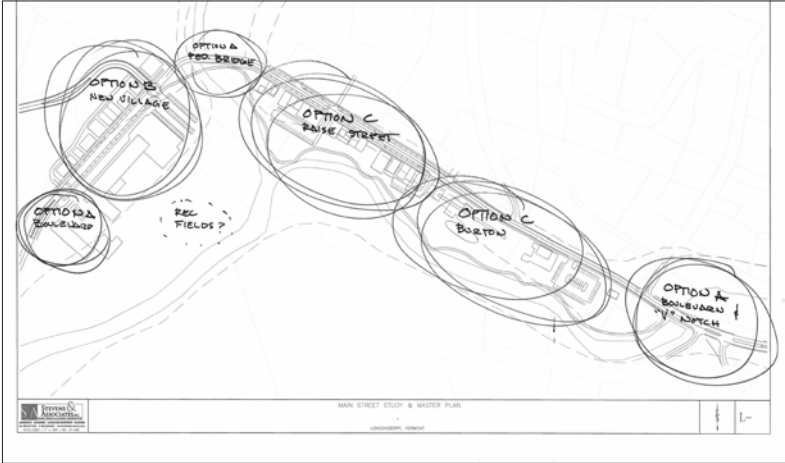 OPTION A
PED. BRIDGE
OPTION B
NEW VILLAGE
OPTION C
RAISE STREET
OPTION A
BOULEVARD
REC
FIELDS?
OPTION C
BURTON
OPTION A
BOULEVARD &
"V" NOTCH
STEVENS &
ASSOCIATES
MAIN STREET STUDY & MASTER PLAN
LONDONDERRY, VERMONT
L-